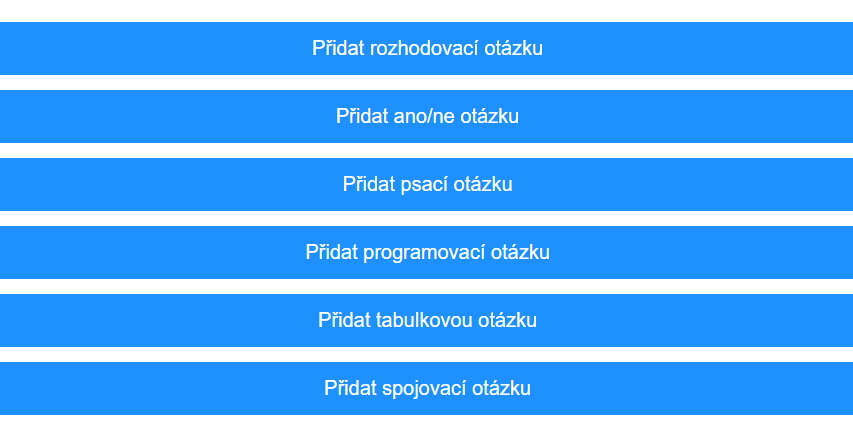 Přidat rozhodovací otázku
Přidat ano/ne otázku
Přidat psací otázku
Přidat programovací otázku
Přidat tabulkovou otázku
Přidat spojovací otázku